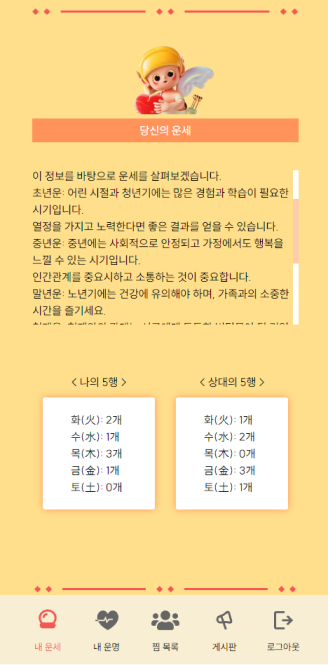 당신의 운세
이 정보를 바탕으로 운세를 살펴보겠습니다.
초년운: 어린 시절과 청년기에는 많은 경험과 학습이 필요한
시기입니다.
열정을 가지고 노력한다면 좋은 결과를 얻을 수 있습니다.
중년운: 중년에는 사회적으로 안정되고 가정에서도 행복을
느낄 수 있는 시기입니다.
인간관계를 중요시하고 소통하는 것이 중요합니다.
말년운: 노년기에는 건강에 유의해야 하며, 가족과의 소중한
시간을 즐기세요.
< 나의 5행 >
화(火): 2개
수(水): 1개
목(木): 3개
금(金): 1개
토(土): 0개
< 상대의 5행 >
화(火): 1개
수(水): 2개
목(木): 0개
금(金): 3개
토(土): 1개
내 운세
내 운명
찜 목록
게시판
로그아웃